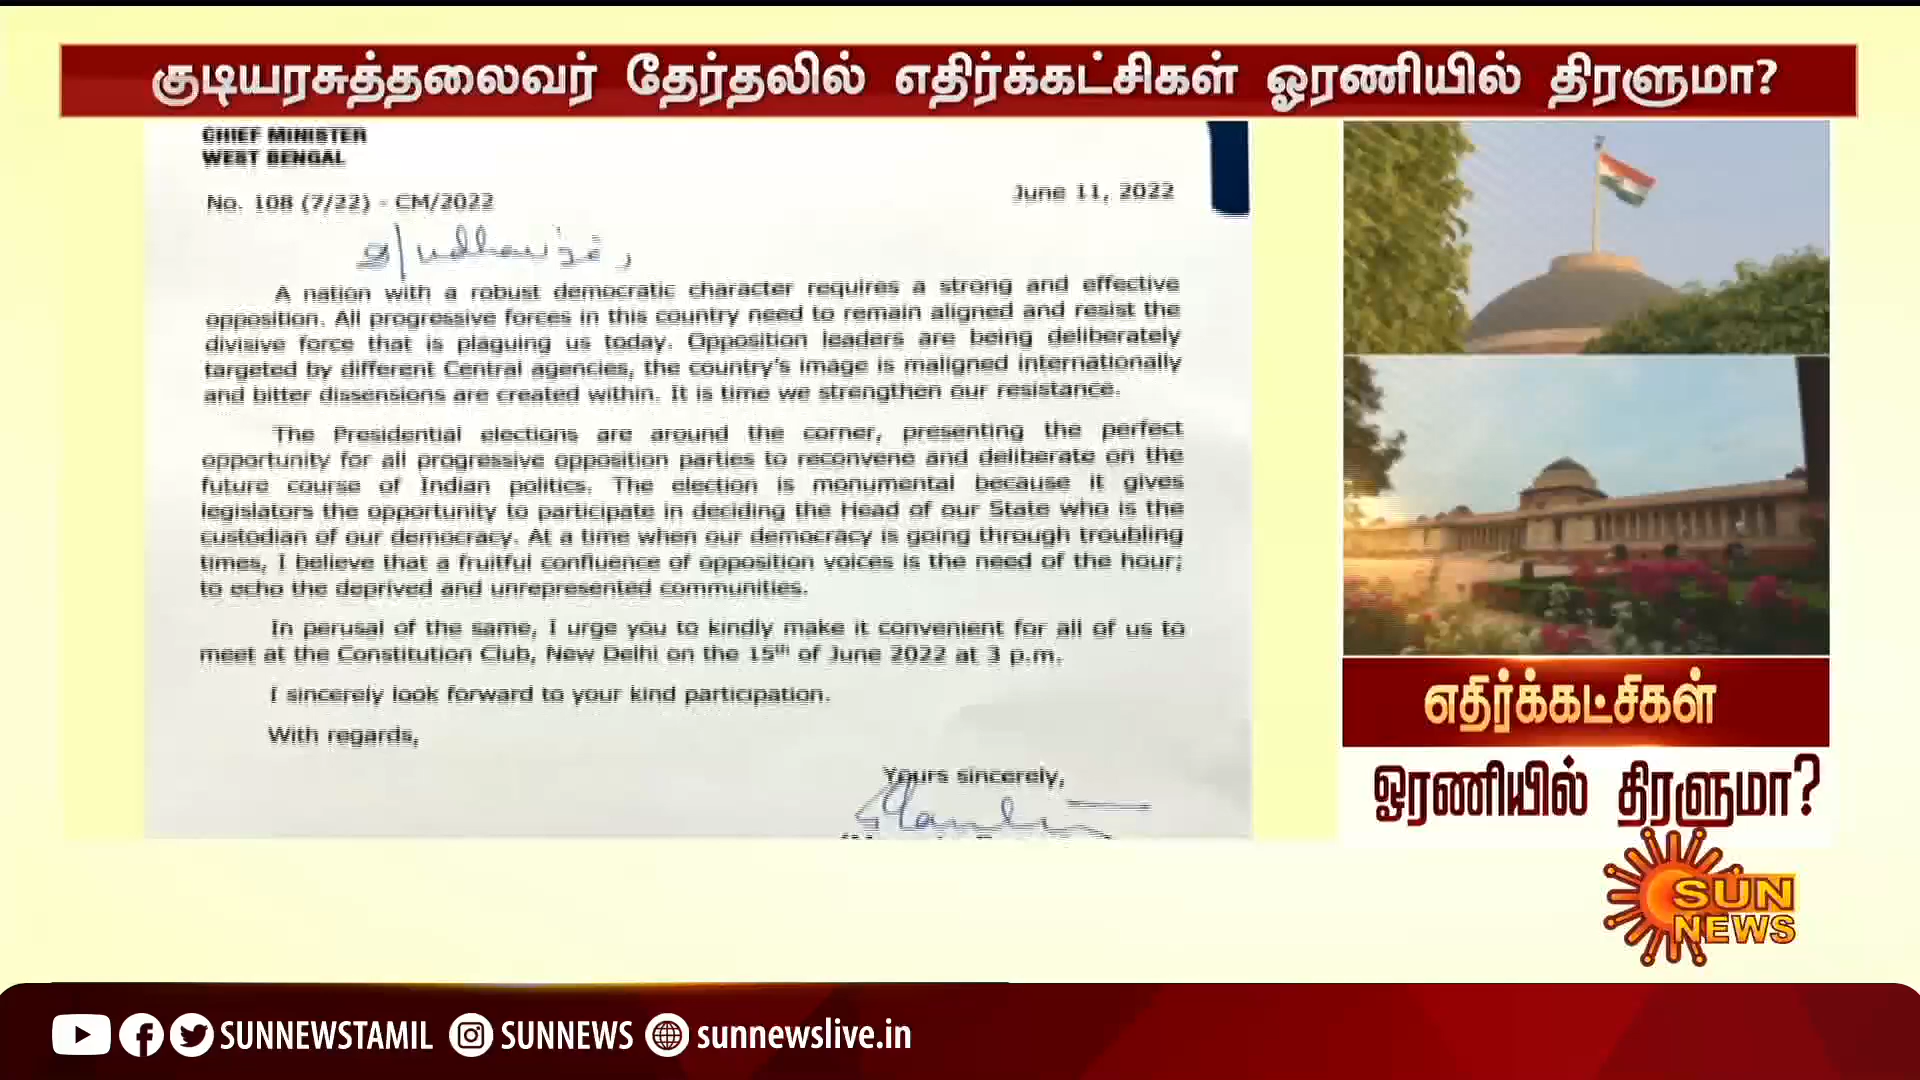 குடியரசுத்தலைவர் தேர்தலில் எதிர்க்கட்சிகள் ஓரணியில் திரளுமா?
CHIEF MINISTER
WEST BENGAL
No. 108 (7/22) - CM/2022
June 11, 2022
A nation with a robust democratic character requires a strong and effective
opposition. All progressive forces in this country need to remain aligned and resist the
divisive force that is plaguing us today. Opposition leaders are being deliberately
targeted by different Central agencies, the country's image is maligned internationally
and bitter dissensions are created within. It is time we strengthen our resistance.
The Presidential elections are around the corner, presenting the perfect
opportunity for all progressive opposition parties to reconvene and deliberate on the
future course of Indian politics. The election is monumental because it gives
legislators the opportunity to participate in deciding the Head of our State who is the
custodian of our democracy. At a time when our democracy is going through troubling
times, I believe that a fruitful confluence of opposition voices is the need of the hour;
to echo the deprived and unrepresented communities.
In perusal of the same, I urge you to kindly make it convenient for all of us to
meet at the Constitution Club, New Delhi on the 15th of June 2022 at 3 p.m.
I sincerely look forward to your kind participation.
With regards,
Yours sincerely,
எதிர்க்கட்சிகள்
ஓரணியில் திரளுமா?
SUN
NEWS
SUNNEWSTAMIL SUNNEWS sunnewslive.in